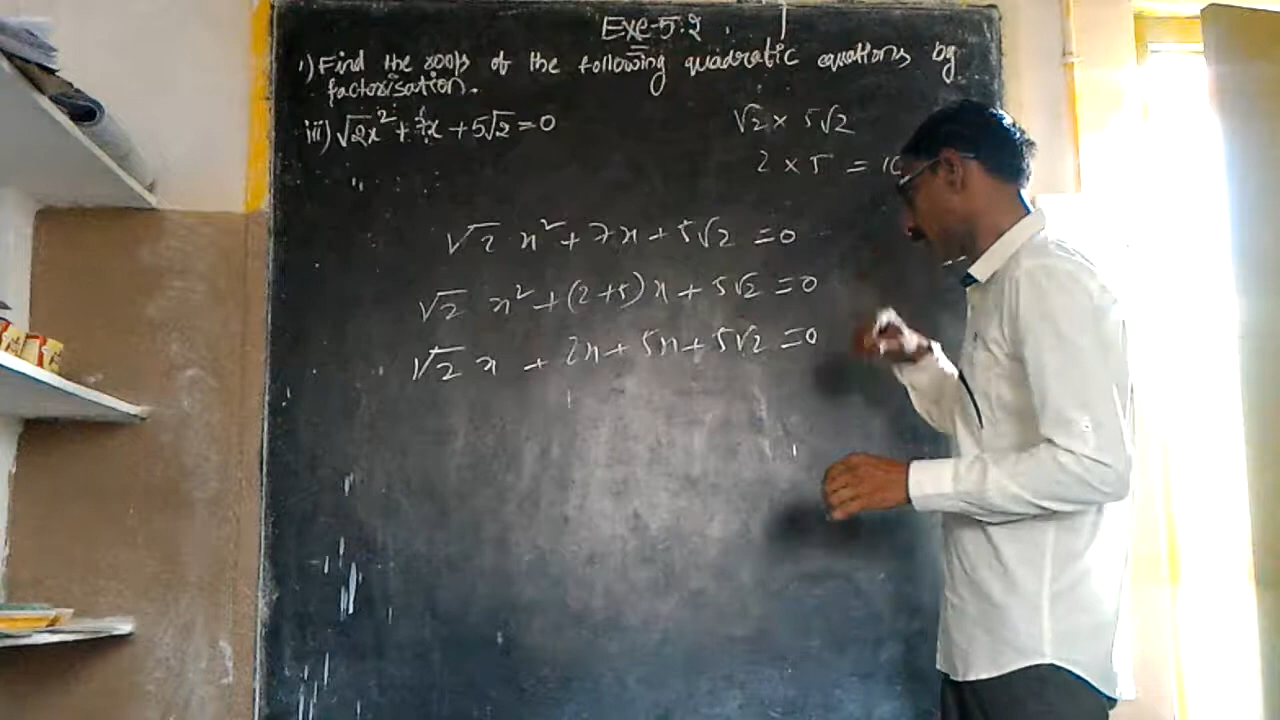 Exe-5.2
1) Find the roots of the following quadratic equations by
factorisation.
iii) √2x² + 7x + 5√2 = 0
√2 × 5√2
2 × 5 = 10
√2 x² + 7x + 5√2 = 0
√2 x² + (2+5)x + 5√2 = 0
√2 x + 2x + 5x + 5√2 = 0